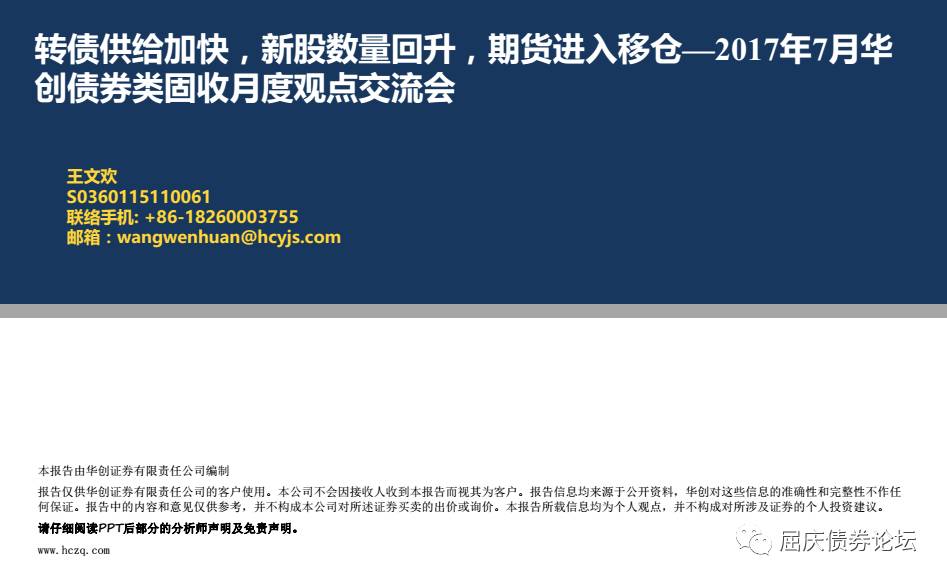 转债供给加快，新股数量回升，期货进入移仓—2017年7月华
创债券类固收月度观点交流会
王文欢
S0360115110061
联络手机: +86-18260003755
邮箱：wangwenhuan@hcyjs.com
本报告由华创证券有限责任公司编制
报告仅供华创证券有限责任公司的客户使用。本公司不会因接收人收到本报告而视其为客户。报告信息均来源于公开资料，华创对这些信息的准确性和完整性不作任
何保证。报告中的内容和意见仅供参考，并不构成本公司对所述证券买卖的出价或询价。本报告所载信息均为个人观点，并不构成对所涉及证券的个人投资建议。
请仔细阅读PPT后部分的分析师声明及免责声明。
www.hczq.com
屈庆债券论坛